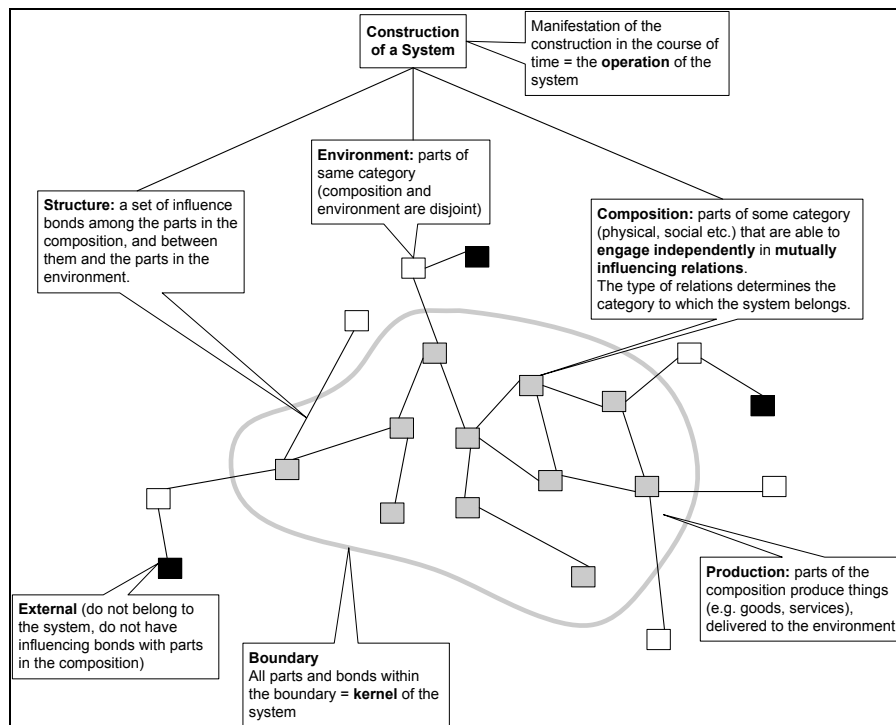 Construction
of a System
Manifestation of the
construction in the course of
time = the operation of the
system
Environment: parts of
same category
(composition and
environment are disjoint)
Structure: a set of influence
bonds among the parts in the
composition, and between
them and the parts in the
environment.
Composition: parts of some category
(physical, social etc.) that are able to
engage independently in mutually
influencing relations.
The type of relations determines the
category to which the system belongs.
External (do not belong to
the system, do not have
influencing bonds with parts
in the composition)
Boundary
All parts and bonds within
the boundary = kernel of the
system
Production: parts of the
composition produce things
(e.g. goods, services),
delivered to the environment